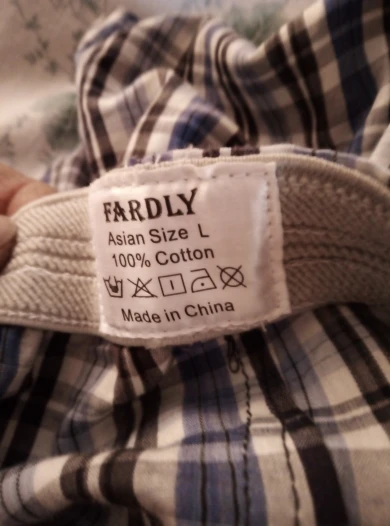 FARDLY
Asian Size L
100% Cotton
Made in China